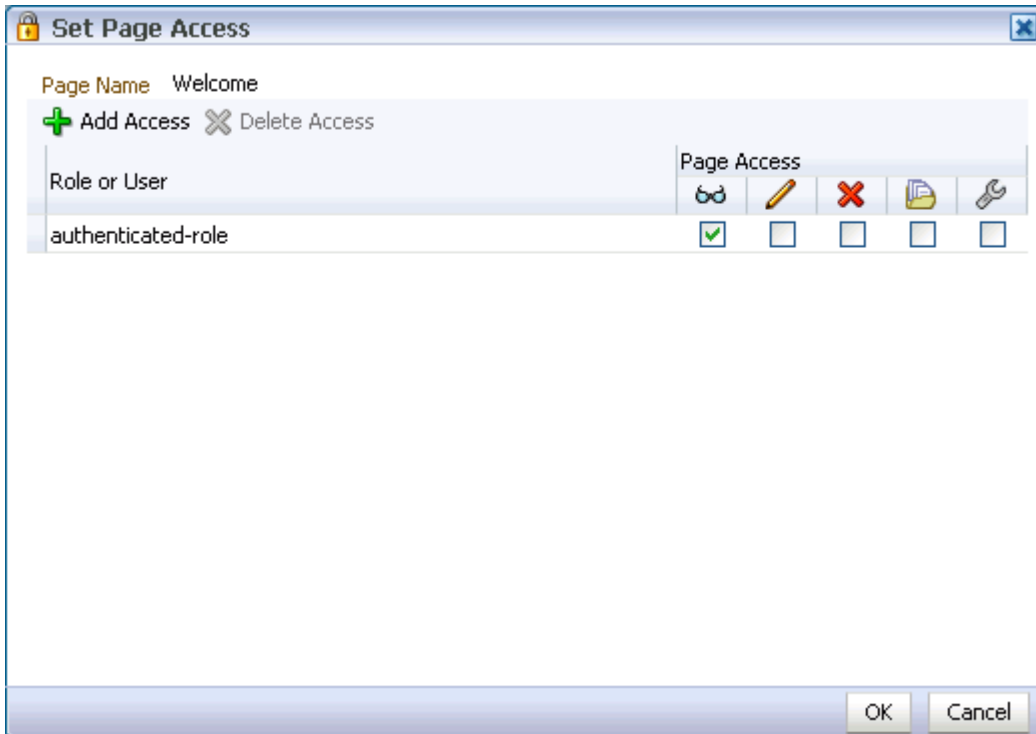 Set Page Access
Page Name Welcome
Add Access Delete Access
Role or User
Page Access
authenticated-role
OK Cancel